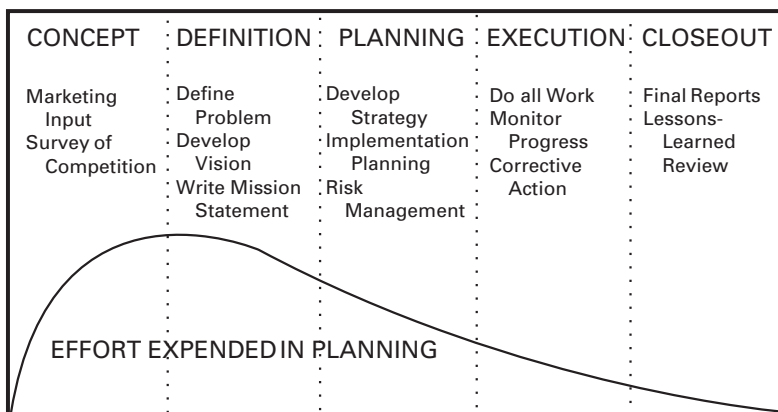 CONCEPT
Marketing
Input
Survey of
Competition
DEFINITION
Define
Problem
Develop
Vision
Write Mission
Statement
PLANNING
Develop
Strategy
Implementation
Planning
Risk
Management
EXECUTION
Do all Work
Monitor
Progress
Corrective
Action
CLOSEOUT
Final Reports
Lessons-
Learned
Review
EFFORT EXPENDED IN PLANNING